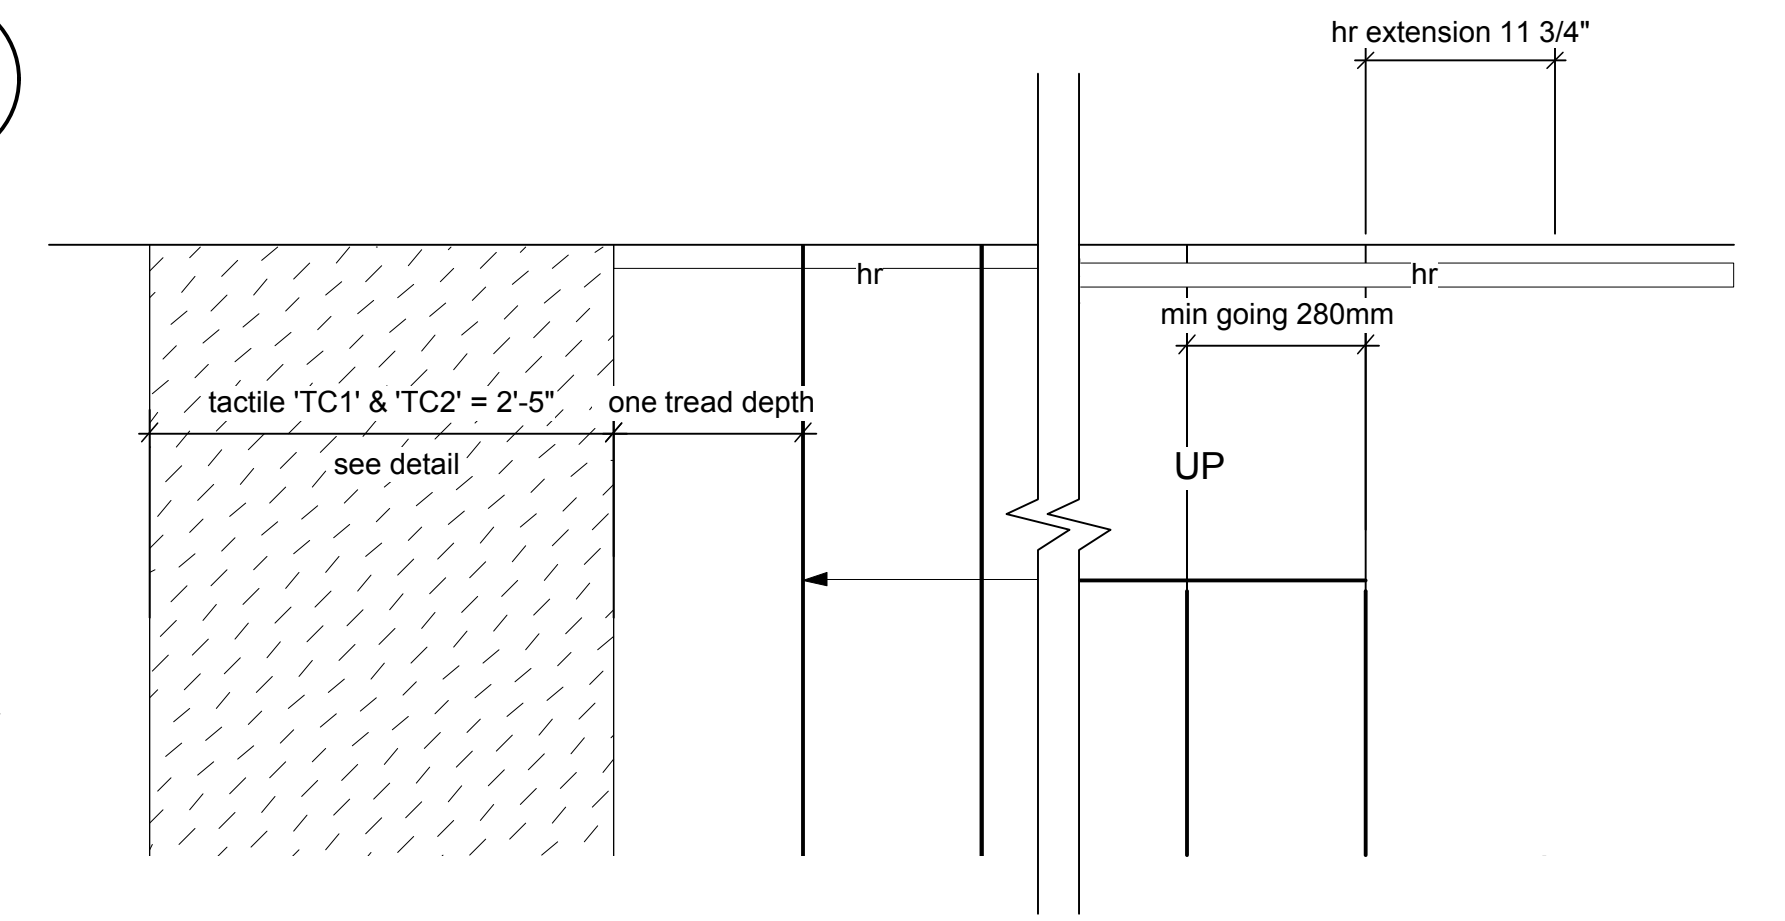 hr extension 11 3/4"
hr
hr
min going 280mm
tactile 'TC1' & 'TC2' = 2'-5"
one tread depth
see detail
UP